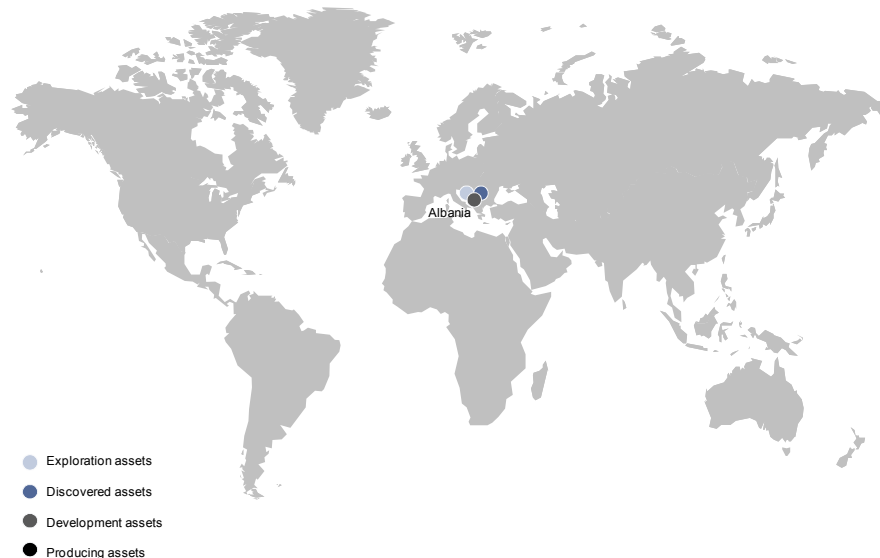 Albania
Exploration assets
Discovered assets
Development assets
Producing assets